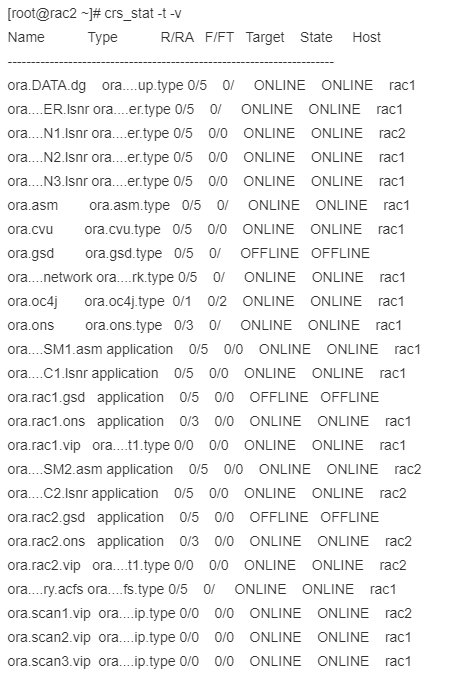 [root@rac2 ~]# crs_stat -t -v
Name Type R/RA F/FT Target State Host
----------------------------------------------------------------------
ora.DATA.dg ora....up.type 0/5 0/ ONLINE ONLINE rac1
ora....ER.lsnr ora....er.type 0/5 0/ ONLINE ONLINE rac1
ora....N1.lsnr ora....er.type 0/5 0/0 ONLINE ONLINE rac2
ora....N2.lsnr ora....er.type 0/5 0/0 ONLINE ONLINE rac1
ora....N3.lsnr ora....er.type 0/5 0/0 ONLINE ONLINE rac1
ora.asm ora.asm.type 0/5 0/ ONLINE ONLINE rac1
ora.cvu ora.cvu.type 0/5 0/0 ONLINE ONLINE rac1
ora.gsd ora.gsd.type 0/5 0/ OFFLINE OFFLINE
ora....network ora....rk.type 0/5 0/ ONLINE ONLINE rac1
ora.oc4j ora.oc4j.type 0/1 0/2 ONLINE ONLINE rac1
ora.ons ora.ons.type 0/3 0/ ONLINE ONLINE rac1
ora....SM1.asm application 0/5 0/0 ONLINE ONLINE rac1
ora....C1.lsnr application 0/5 0/0 ONLINE ONLINE rac1
ora.rac1.gsd application 0/5 0/0 OFFLINE OFFLINE
ora.rac1.ons application 0/3 0/0 ONLINE ONLINE rac1
ora.rac1.vip ora....t1.type 0/0 0/0 ONLINE ONLINE rac1
ora....SM2.asm application 0/5 0/0 ONLINE ONLINE rac2
ora....C2.lsnr application 0/5 0/0 ONLINE ONLINE rac2
ora.rac2.gsd application 0/5 0/0 OFFLINE OFFLINE
ora.rac2.ons application 0/3 0/0 ONLINE ONLINE rac2
ora.rac2.vip ora....t1.type 0/0 0/0 ONLINE ONLINE rac2
ora....ry.acfs ora....fs.type 0/5 0/ ONLINE ONLINE rac1
ora.scan1.vip ora....ip.type 0/0 0/0 ONLINE ONLINE rac2
ora.scan2.vip ora....ip.type 0/0 0/0 ONLINE ONLINE rac1
ora.scan3.vip ora....ip.type 0/0 0/0 ONLINE ONLINE rac1